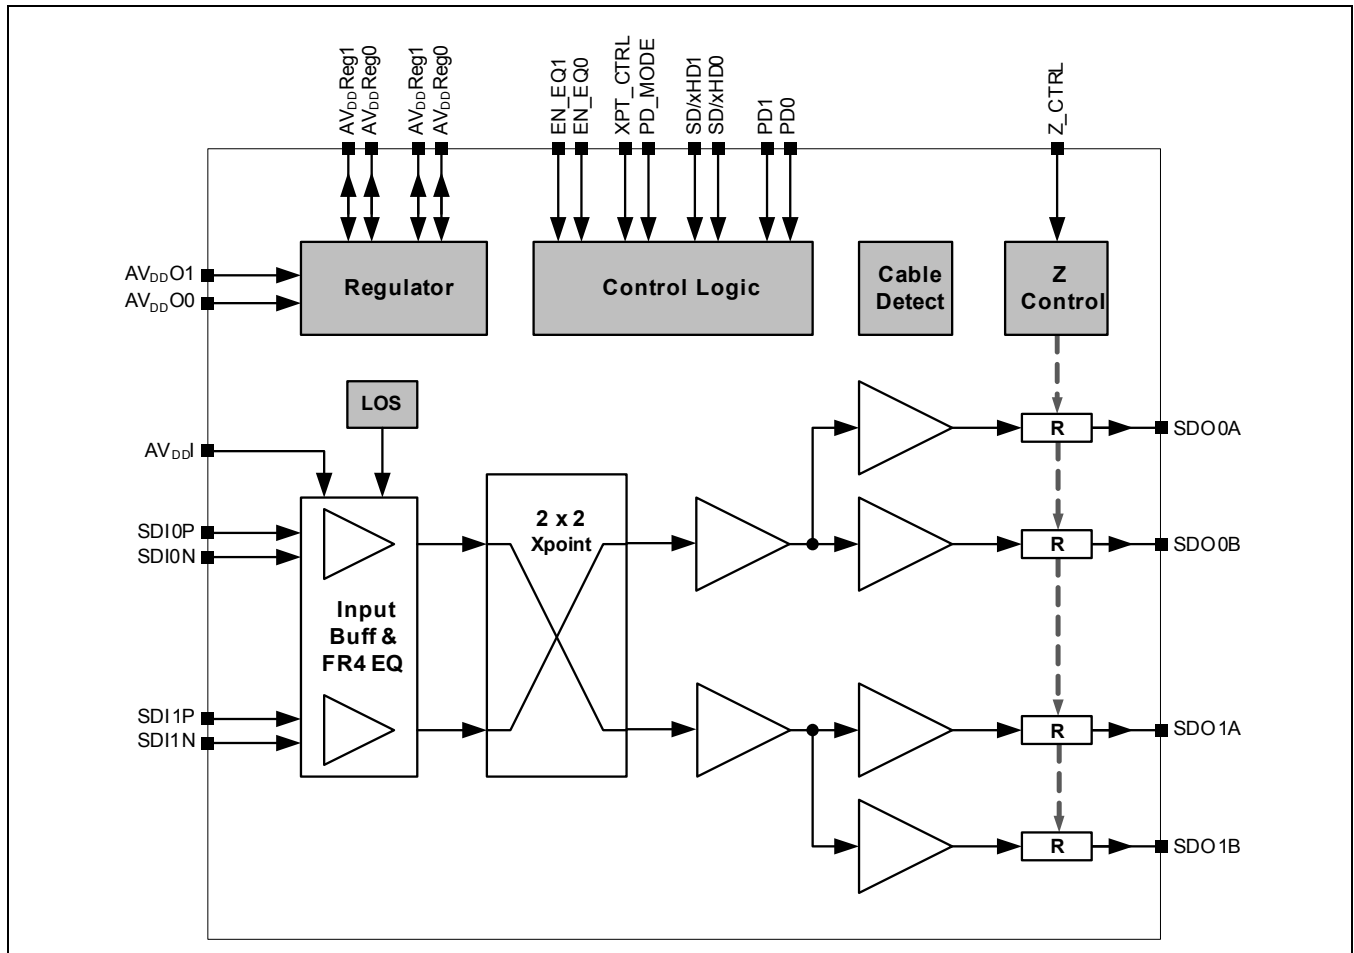 AVDDReg1
AVDDReg0
AVDDReg1
AVDDReg0
EN_EQ1
EN_EQ0
XPT_CTRL
PD_MODE
SD/xHD1
SD/xHD0
PD1
PD0
Z_CTRL
AVDDO1
AVDDO0
Regulator
Control Logic
Cable
Detect
Z
Control
LOS
AVDDI
SDI0P
SDI0N
SDI1P
SDI1N
Input
Buff &
FR4 EQ
2 x 2
Xpoint
R
SDO0A
R
SDO0B
R
SDO1A
R
SDO1B